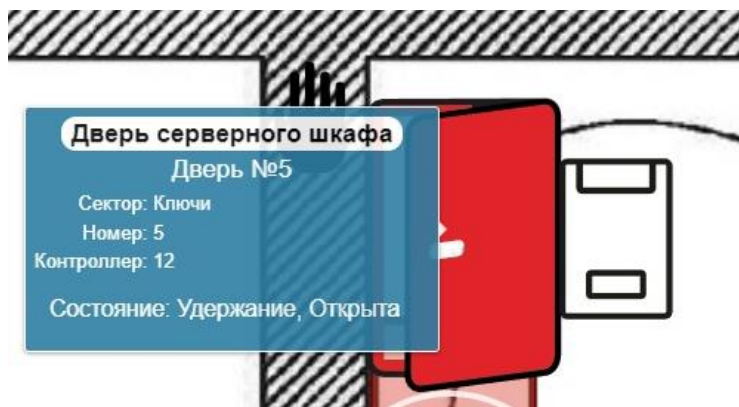 Дверь серверного шкафа
Дверь №5
Сектор: Ключи
Номер: 5
Контроллер: 12
Состояние: Удержание, Открыта